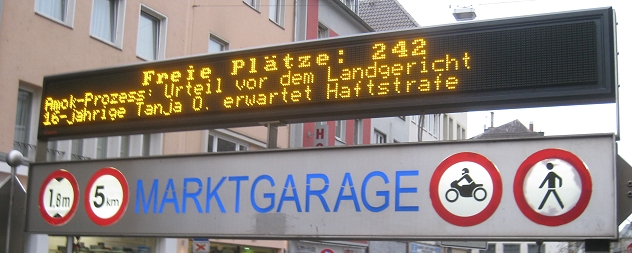 Freie Plätze: 242
Amok-Prozess: Urteil vor dem Landgericht
16-jährige Tanja O. erwartet Haftstrafe
1.8m
5km
MARKTGARAGE